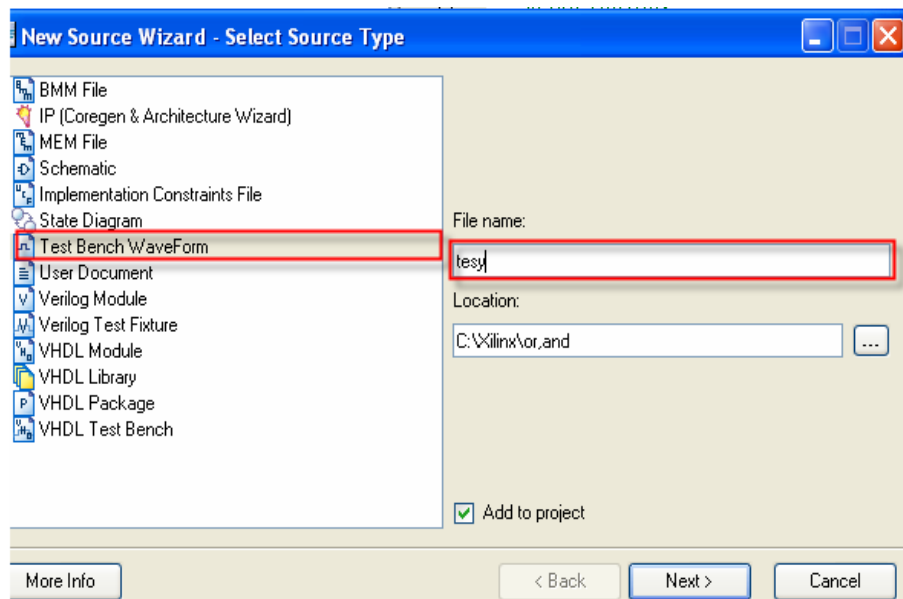 New Source Wizard - Select Source Type
BMM File
IP (Coregen & Architecture Wizard)
MEM File
Schematic
Implementation Constraints File
State Diagram
Test Bench WaveForm
User Document
Verilog Module
Verilog Test Fixture
VHDL Module
VHDL Library
VHDL Package
VHDL Test Bench
File name:
tesy
Location:
C:\Xilinx\or,and
...
Add to project
More Info
< Back
Next >
Cancel